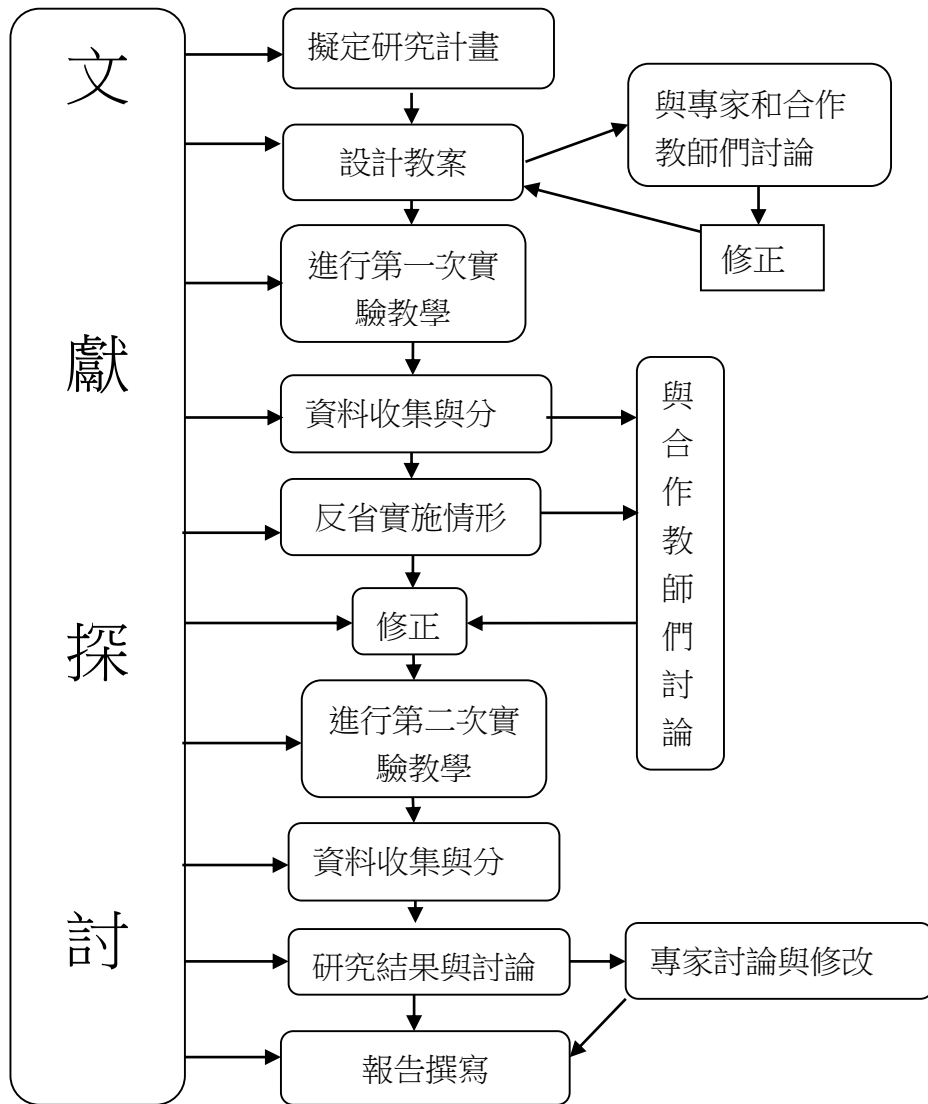 文獻探討
擬定研究計畫
設計教案
與專家和合作
教師們討論
修正
進行第一次實
驗教學
資料收集與分
反省實施情形
與合作教師們討論
修正
進行第二次實
驗教學
資料收集與分
研究結果與討論
專家討論與修改
報告撰寫